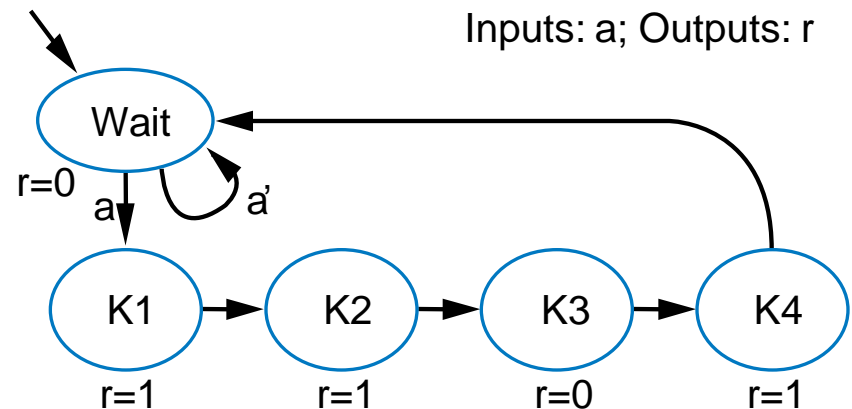 Inputs: a; Outputs: r
Wait
r=0
a
a'
K1
K2
K3
K4
r=1
r=1
r=0
r=1